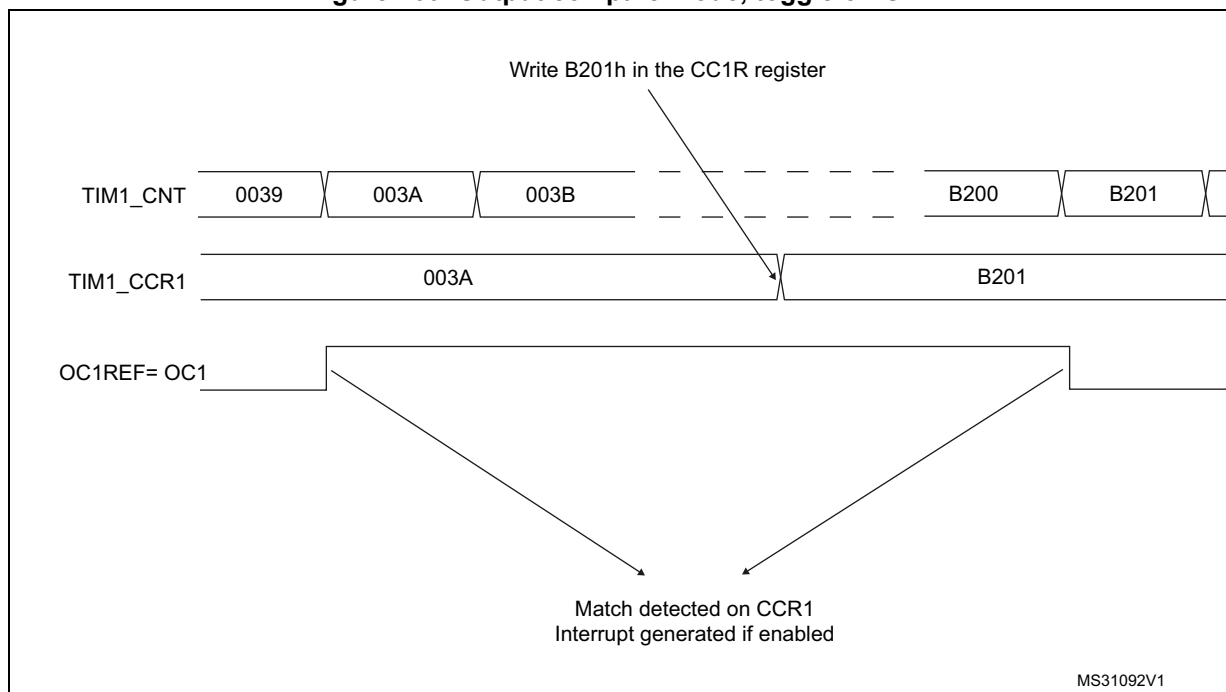 Write B201h in the CC1R register
TIM1_CNT 0039 003A 003B B200 B201
TIM1_CCR1 003A B201
OC1REF= OC1
Match detected on CCR1
Interrupt generated if enabled
MS31092V1